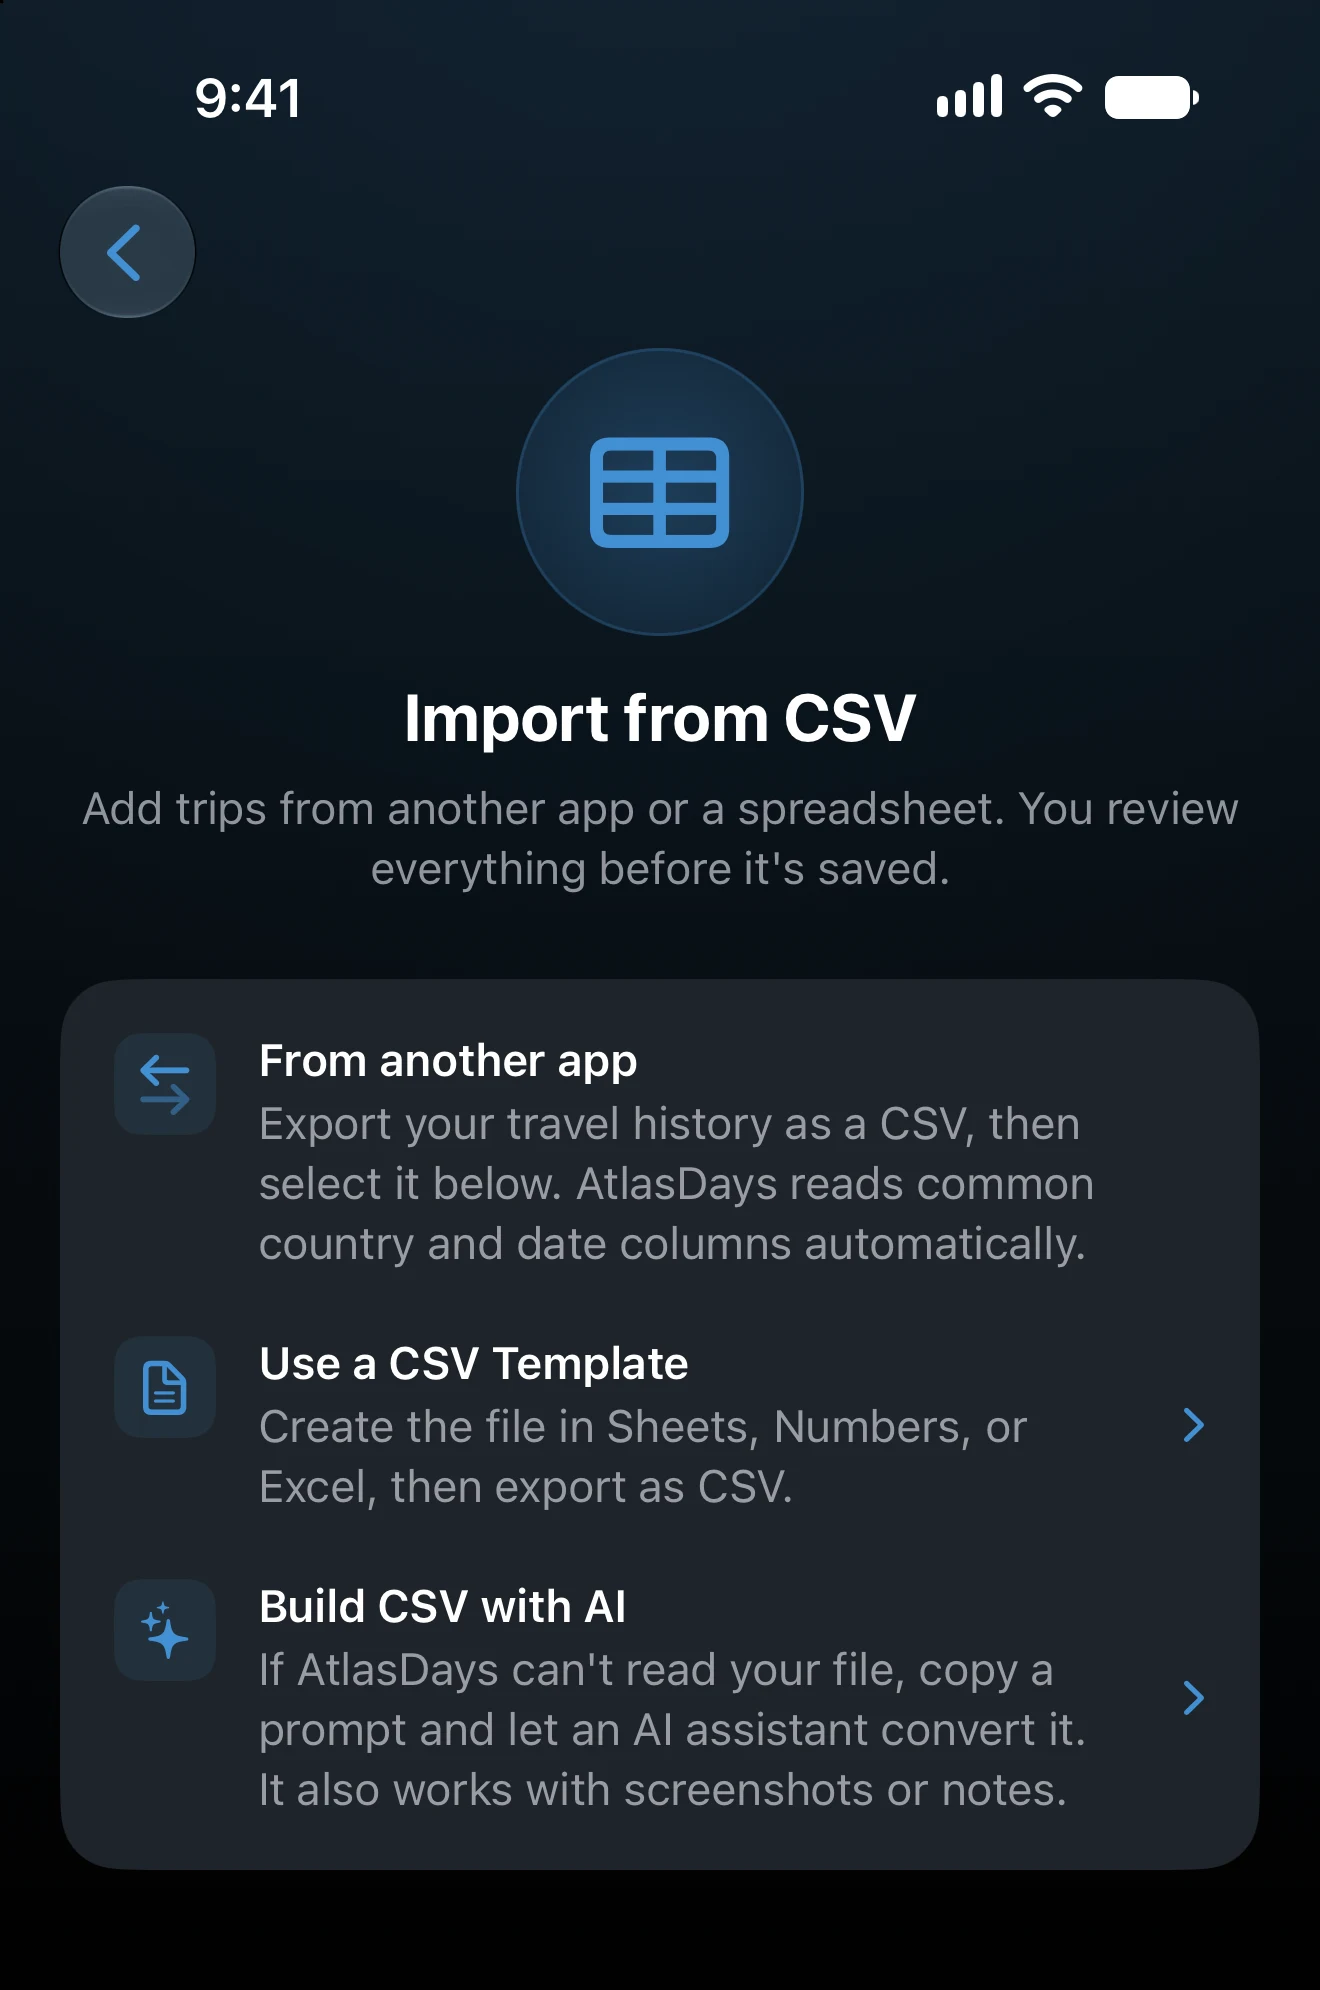 9:41
Import from CSV
Add trips from another app or a spreadsheet. You review
everything before it's saved.
From another app
Export your travel history as a CSV, then
select it below. AtlasDays reads common
country and date columns automatically.
Use a CSV Template
Create the file in Sheets, Numbers, or
Excel, then export as CSV.
Build CSV with AI
If AtlasDays can't read your file, copy a
prompt and let an AI assistant convert it.
It also works with screenshots or notes.